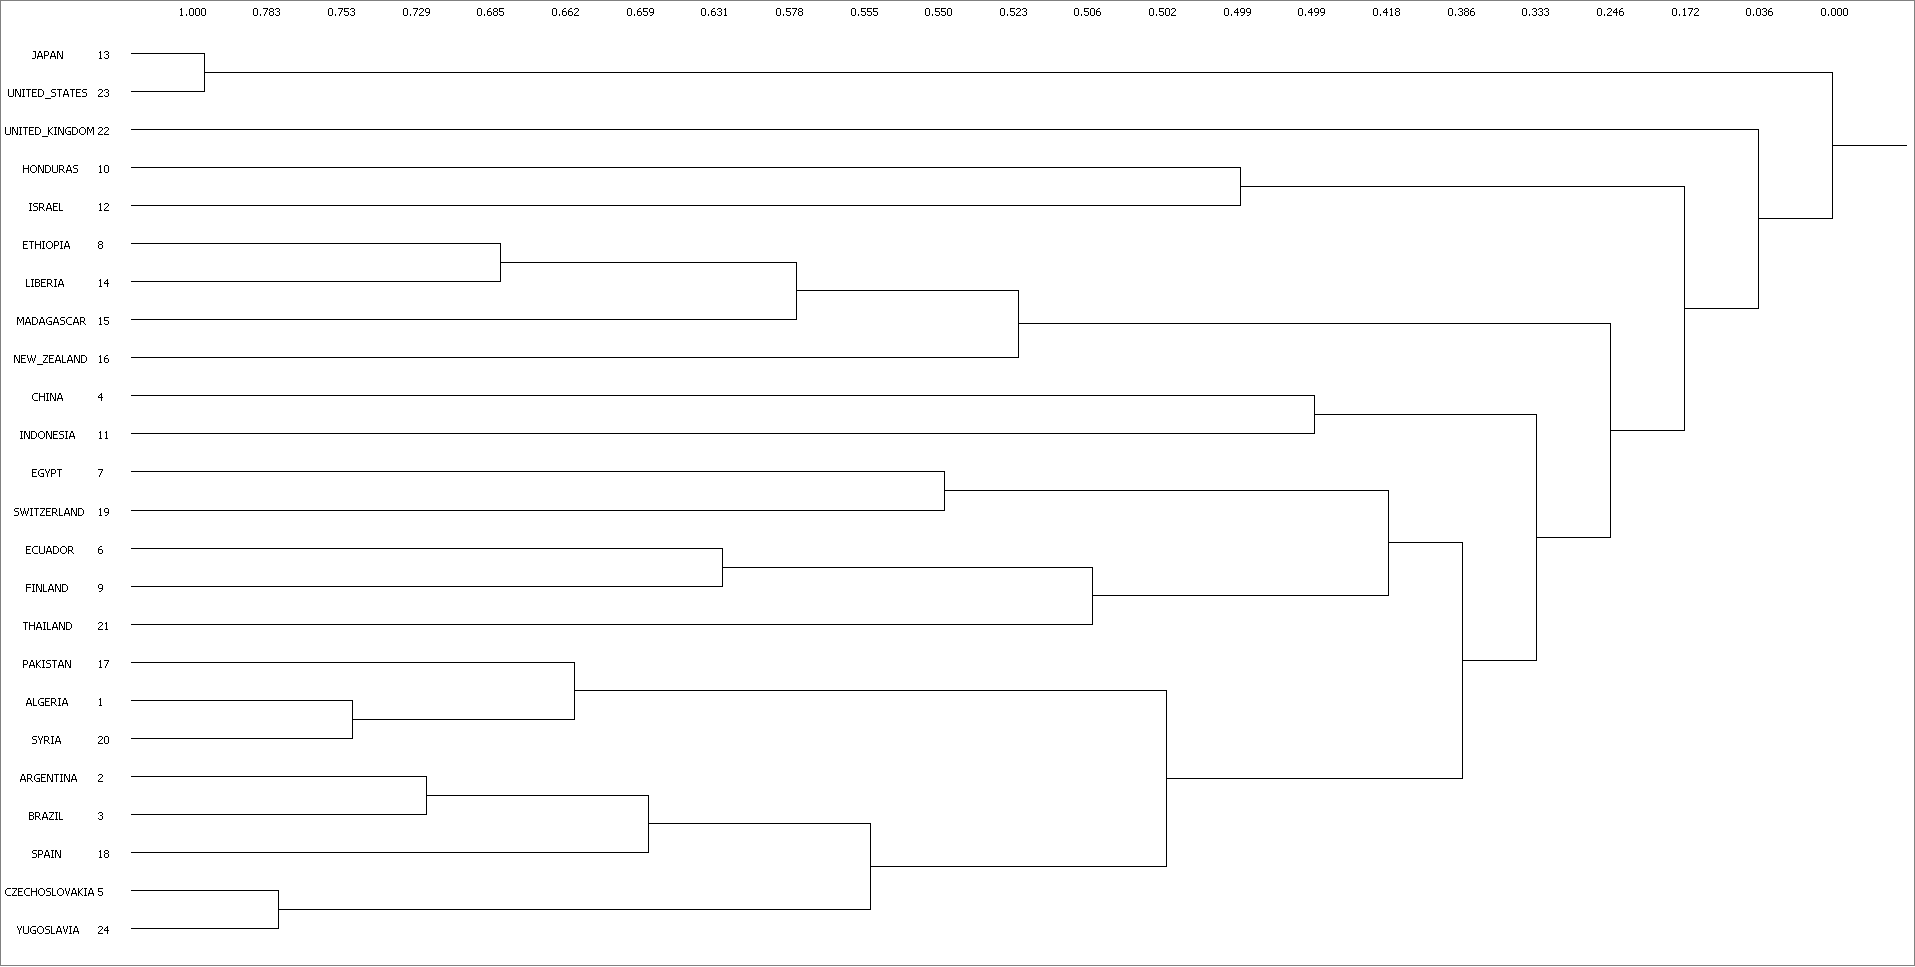 1.000 0.783 0.753 0.729 0.685 0.662 0.659 0.631 0.578 0.555 0.550 0.523 0.506 0.502 0.499 0.499 0.418 0.386 0.333 0.246 0.172 0.036 0.000
JAPAN 13
UNITED_STATES 23
UNITED_KINGDOM 22
HONDURAS 10
ISRAEL 12
ETHIOPIA 8
LIBERIA 14
MADAGASCAR 15
NEW_ZEALAND 16
CHINA 4
INDONESIA 11
EGYPT 7
SWITZERLAND 19
ECUADOR 6
FINLAND 9
THAILAND 21
PAKISTAN 17
ALGERIA 1
SYRIA 20
ARGENTINA 2
BRAZIL 3
SPAIN 18
CZECHOSLOVAKIA 5
YUGOSLAVIA 24